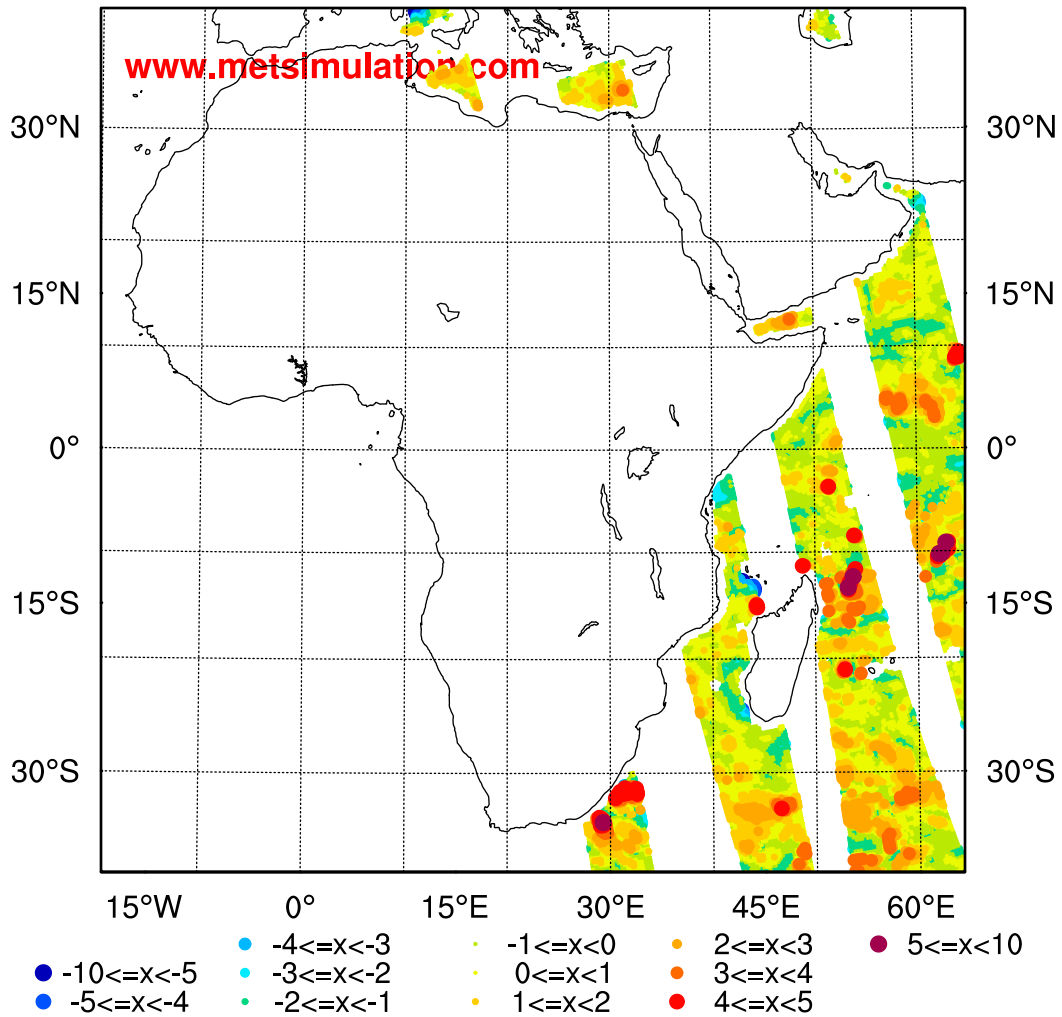 www.metsimulation.com
30°N 30°N
15°N 15°N
0° 0°
15°S 15°S
30°S 30°S
15°W 0° 15°E 30°E 45°E 60°E
-4<=x<-3 -1<=x<0 2<=x<3 5<=x<10
-10<=x<-5 -3<=x<-2 0<=x<1 3<=x<4
-5<=x<-4 -2<=x<-1 1<=x<2 4<=x<5